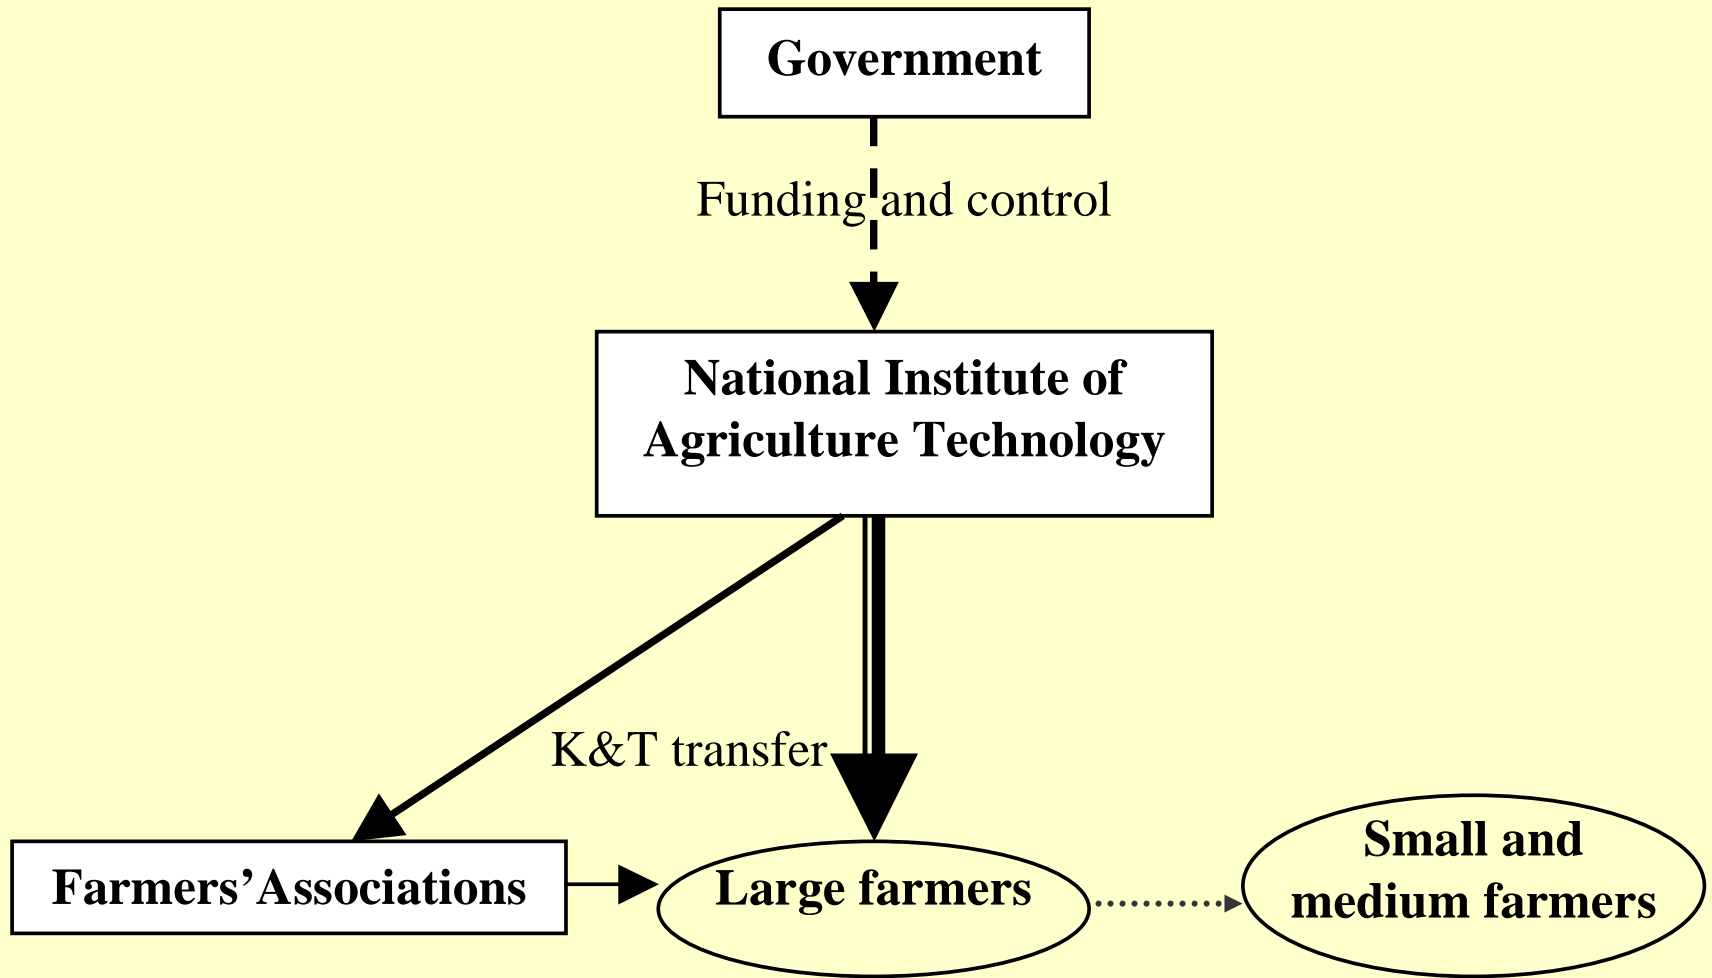 Government
Funding and control
National Institute of
Agriculture Technology
K&T transfer
Farmers’Associations
Large farmers
Small and
medium farmers